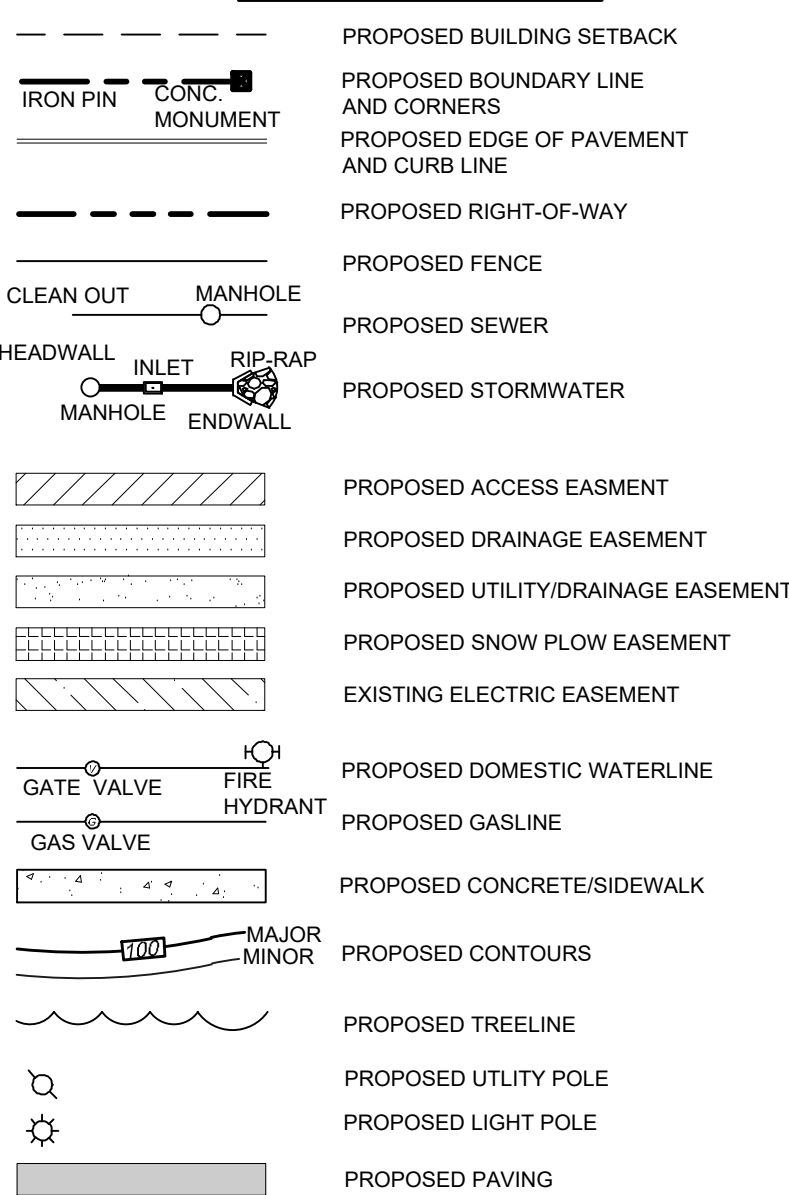 PROPOSED BUILDING SETBACK
IRON PIN
CONC.
MONUMENT
PROPOSED BOUNDARY LINE
AND CORNERS
PROPOSED EDGE OF PAVEMENT
AND CURB LINE
PROPOSED RIGHT-OF-WAY
PROPOSED FENCE
CLEAN OUT
MANHOLE
PROPOSED SEWER
HEADWALL
INLET
RIP-RAP
MANHOLE
ENDWALL
PROPOSED STORMWATER
PROPOSED ACCESS EASMENT
PROPOSED DRAINAGE EASEMENT
PROPOSED UTILITY/DRAINAGE EASEMENT
PROPOSED SNOW PLOW EASEMENT
EXISTING ELECTRIC EASEMENT
V
GATE VALVE
FIRE
HYDRANT
PROPOSED DOMESTIC WATERLINE
G
GAS VALVE
PROPOSED GASLINE
PROPOSED CONCRETE/SIDEWALK
100
MAJOR
MINOR
PROPOSED CONTOURS
PROPOSED TREELINE
PROPOSED UTLITY POLE
PROPOSED LIGHT POLE
PROPOSED PAVING